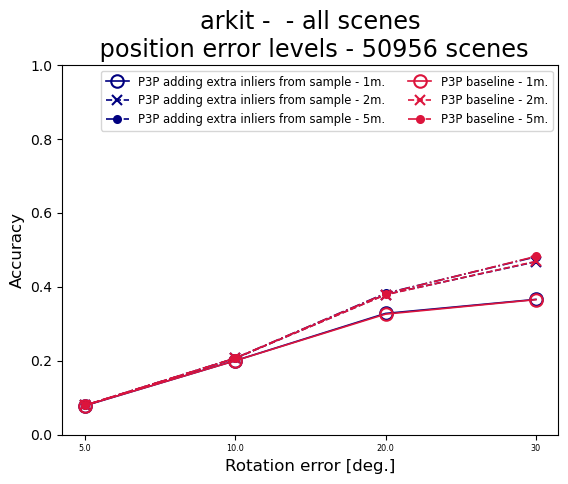 arkit -  - all scenes
position error levels - 50956 scenes
P3P adding extra inliers from sample - 1m.
P3P adding extra inliers from sample - 2m.
P3P adding extra inliers from sample - 5m.
P3P baseline - 1m.
P3P baseline - 2m.
P3P baseline - 5m.
Accuracy
1.0
0.8
0.6
0.4
0.2
0.0
5.0
10.0
20.0
30
Rotation error [deg.]